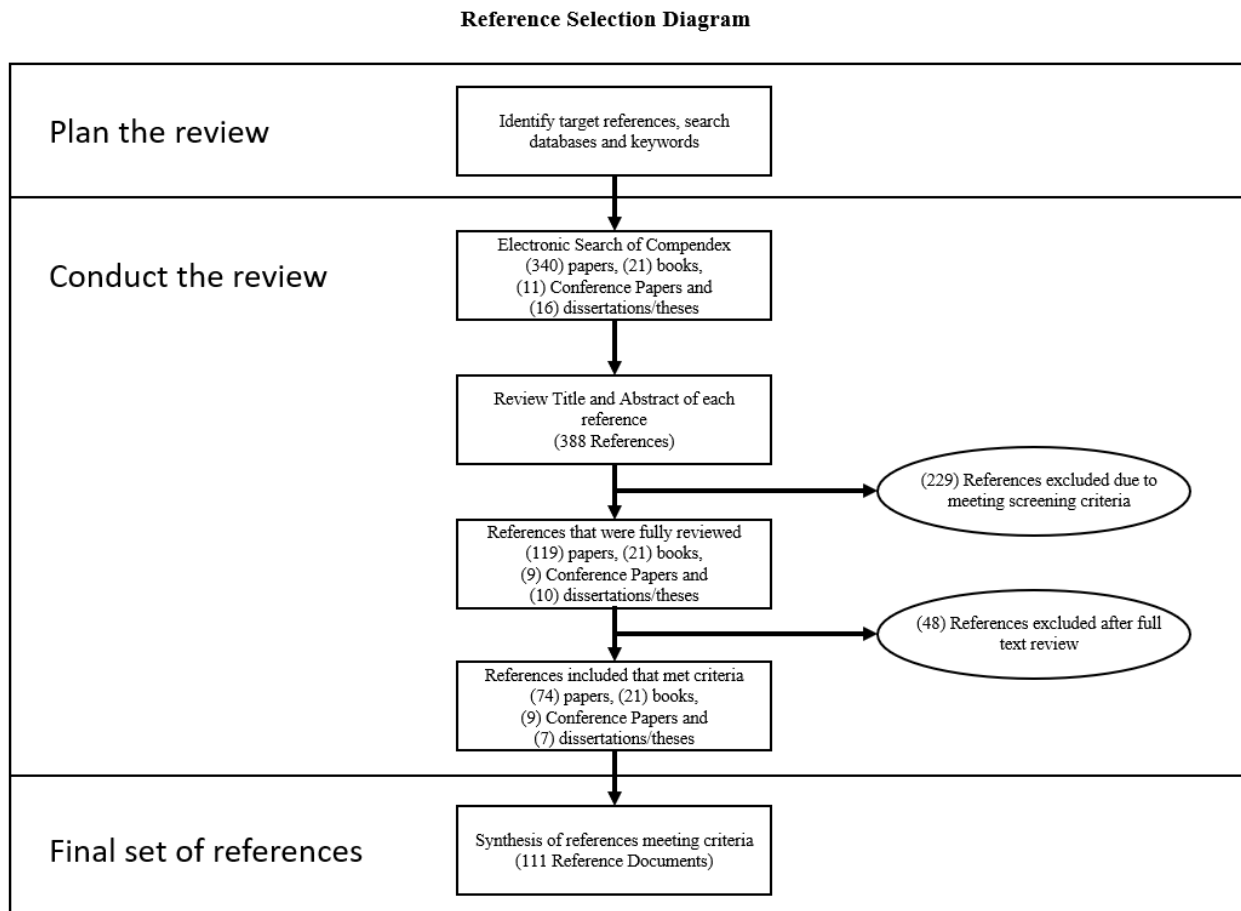 Reference Selection Diagram
Plan the review
Identify target references, search
databases and keywords
Conduct the review
Electronic Search of Compendex
(340) papers, (21) books,
(11) Conference Papers and
(16) dissertations/theses
Review Title and Abstract of each
reference
(388 References)
(229) References excluded due to
meeting screening criteria
References that were fully reviewed
(119) papers, (21) books,
(9) Conference Papers and
(10) dissertations/theses
(48) References excluded after full
text review
References included that met criteria
(74) papers, (21) books,
(9) Conference Papers and
(7) dissertations/theses
Final set of references
Synthesis of references meeting criteria
(111 Reference Documents)